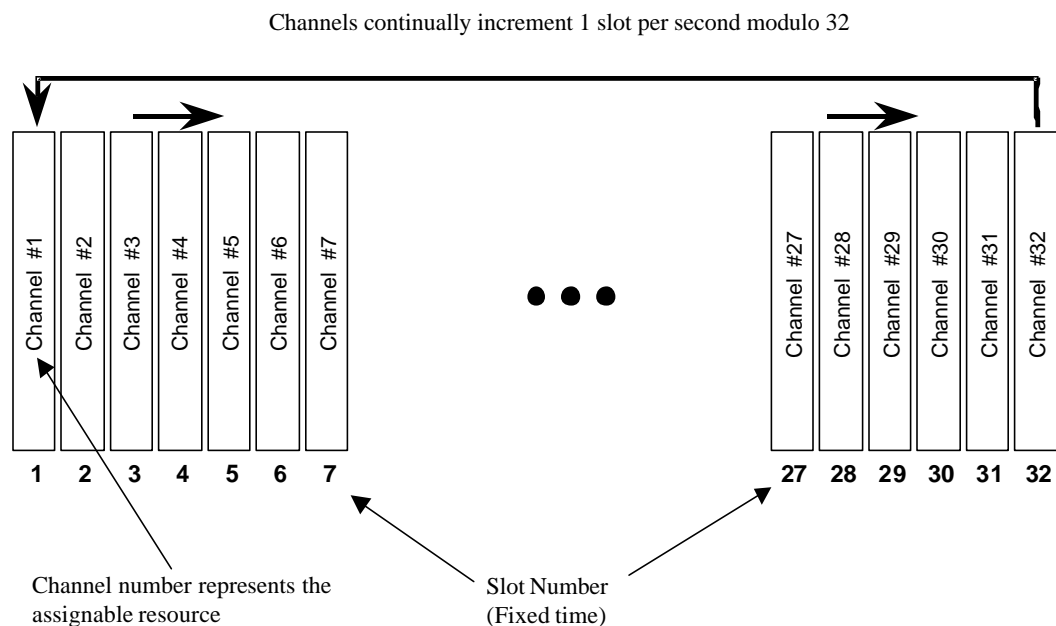 Channels continually increment 1 slot per second modulo 32
Channel #1
Channel #2
Channel #3
Channel #4
Channel #5
Channel #6
Channel #7
Channel #27
Channel #28
Channel #29
Channel #30
Channel #31
Channel #32
1 2 3 4 5 6 7 27 28 29 30 31 32
Channel number represents the
assignable resource
Slot Number
(Fixed time)